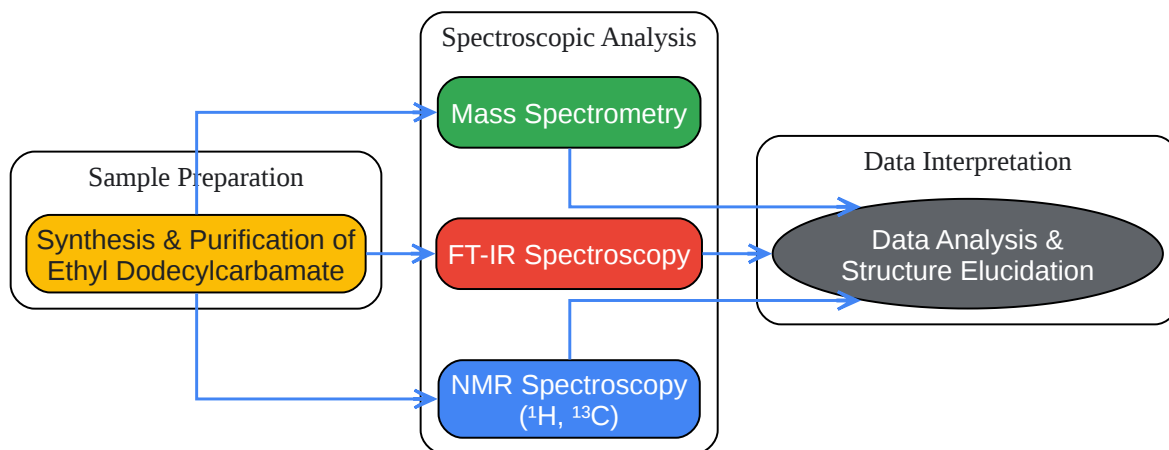 Sample Preparation
Synthesis & Purification of
Ethyl Dodecylcarbamate
Spectroscopic Analysis
Mass Spectrometry
FT-IR Spectroscopy
NMR Spectroscopy
(¹H, ¹³C)
Data Interpretation
Data Analysis &
Structure Elucidation